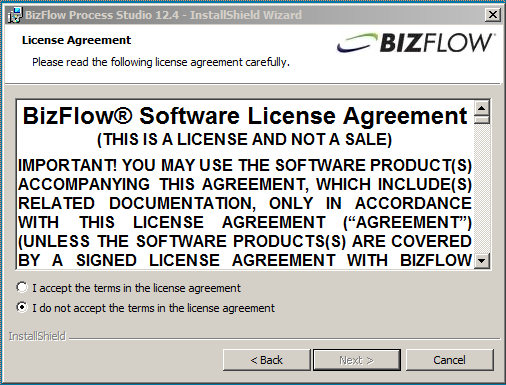 BizFlow Process Studio 12.4 - InstallShield Wizard
License Agreement
Please read the following license agreement carefully.
BIZFLOW®
BizFlow® Software License Agreement
(THIS IS A LICENSE AND NOT A SALE)
IMPORTANT! YOU MAY USE THE SOFTWARE PRODUCT(S)
ACCOMPANYING THIS AGREEMENT, WHICH INCLUDE(S)
RELATED DOCUMENTATION, ONLY IN ACCORDANCE
WITH THIS LICENSE AGREEMENT (“AGREEMENT”)
(UNLESS THE SOFTWARE PRODUCTS(S) ARE COVERED
BY A SIGNED LICENSE AGREEMENT WITH BIZFLOW
I accept the terms in the license agreement
I do not accept the terms in the license agreement
InstallShield
< Back Next > Cancel